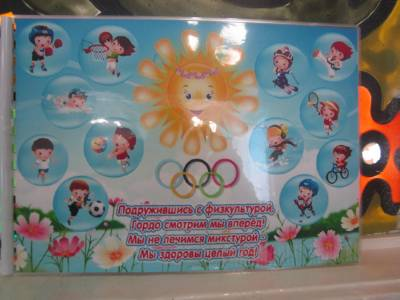 Подружившись с физкультурой,
Гордо смотрим мы вперёд!
Мы не лечимся микстурой -
Мы здоровы целый год!